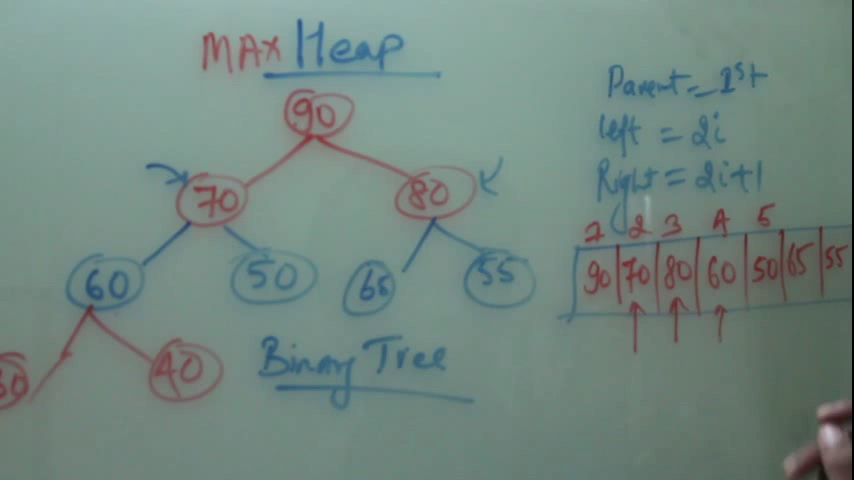 MAX Heap
90
70 80
60 50 65 55
40
Binary Tree
Parent = 1st
left = 2i
Right = 2i+1
1 2 3 4 5
90 70 80 60 50 65 55